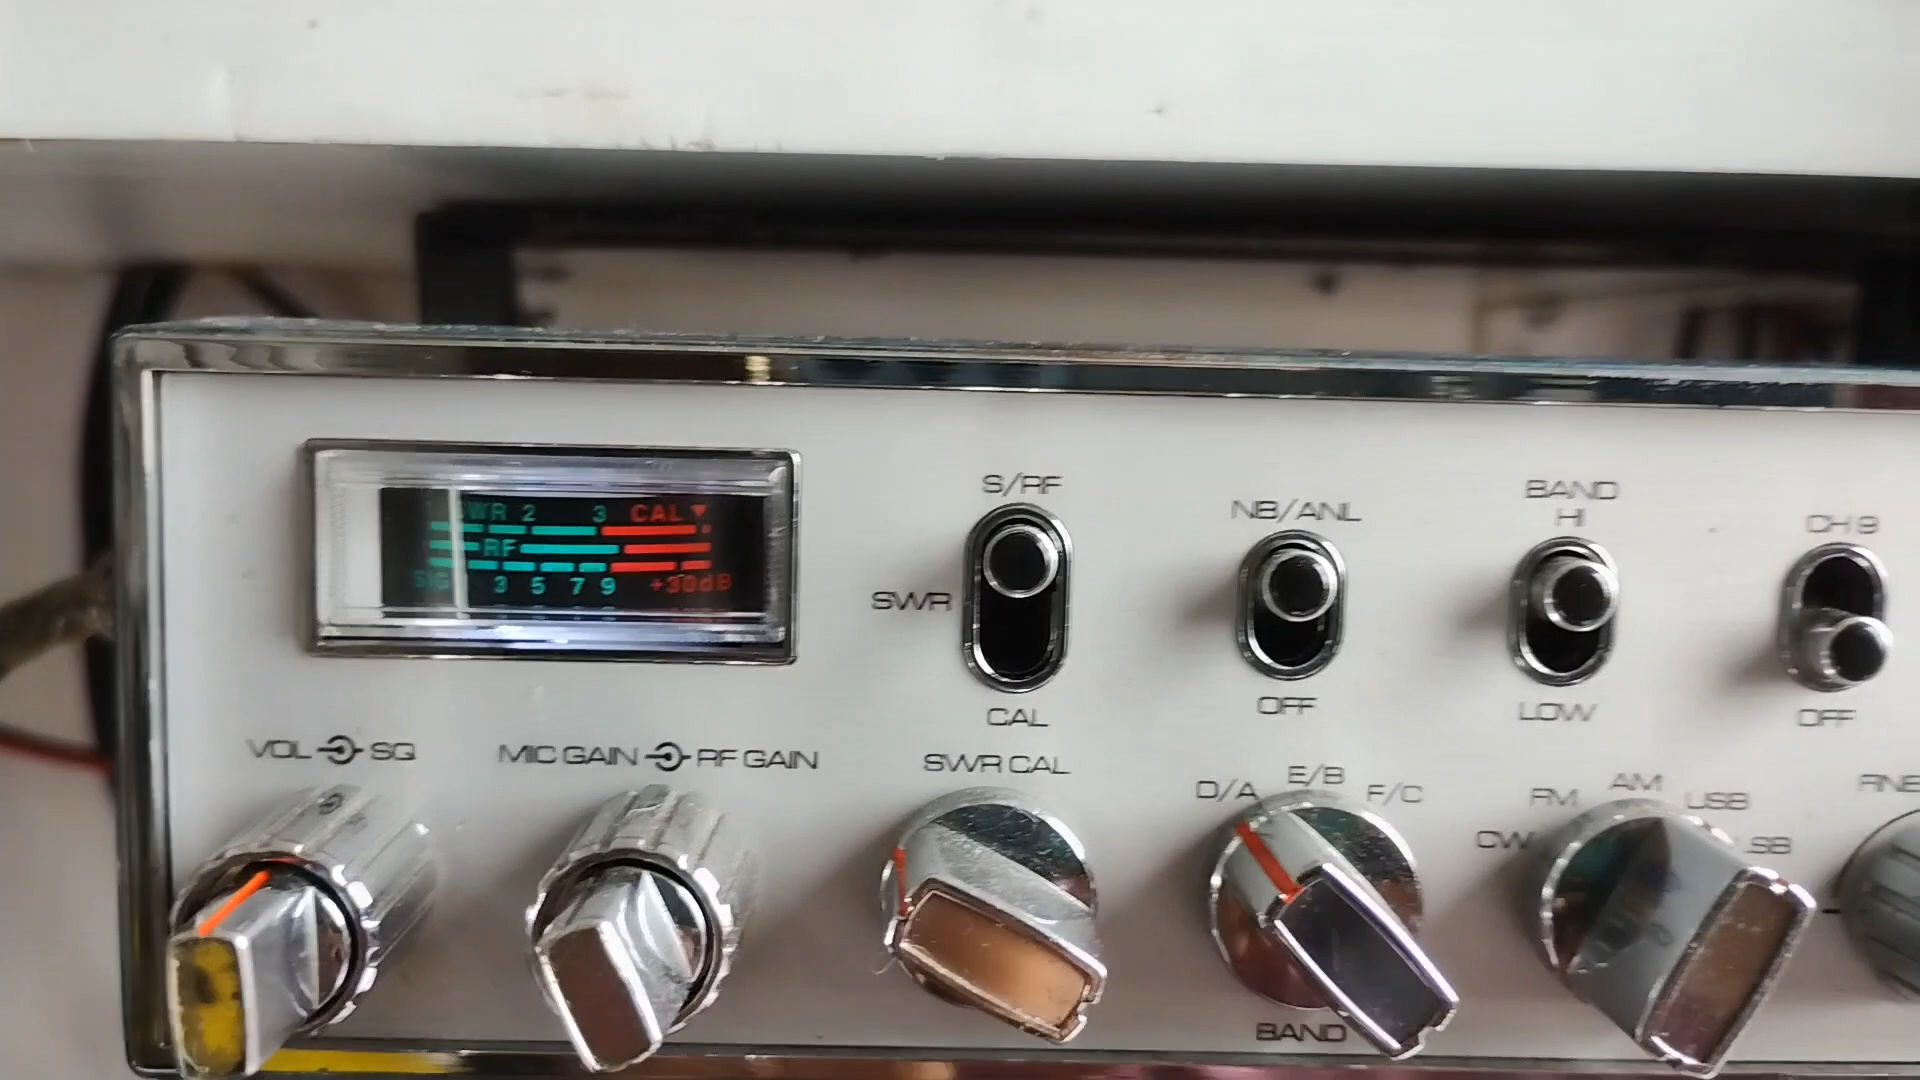 SWR 2 3 CAL
RF
SIG 3 5 7 9 +30dB
S/RF
SWR
CAL
NB/ANL
OFF
BAND
HI
LOW
CH 9
OFF
VOL SQ
MIC GAIN RF GAIN
SWR CAL
D/A E/B F/C
BAND
CW FM AM USB LSB